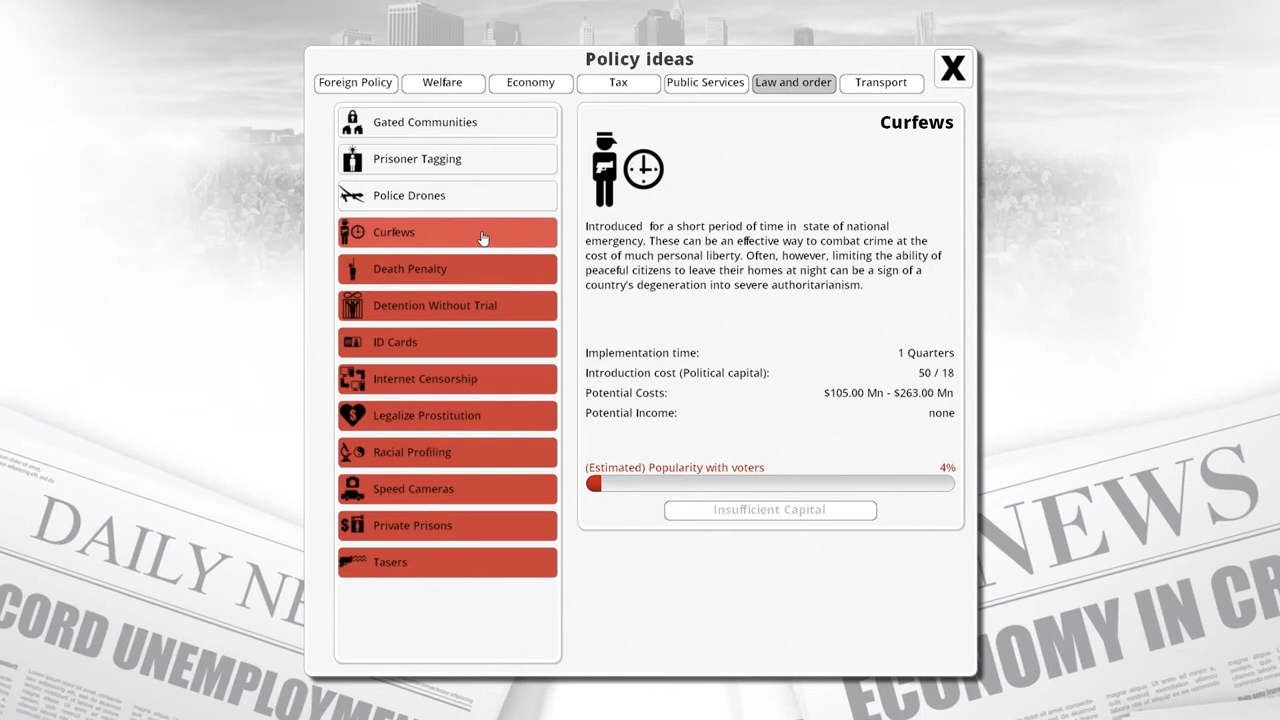 Policy ideas
X
Foreign Policy
Welfare
Economy
Tax
Public Services
Law and order
Transport
Gated Communities
Prisoner Tagging
Police Drones
Curfews
Death Penalty
Detention Without Trial
ID Cards
Internet Censorship
Legalize Prostitution
Racial Profiling
Speed Cameras
Private Prisons
Tasers
Curfews
Introduced for a short period of time in state of national
emergency. These can be an effective way to combat crime at the
cost of much personal liberty. Often, however, limiting the ability of
peaceful citizens to leave their homes at night can be a sign of a
country's degeneration into severe authoritarianism.
Implementation time: 1 Quarters
Introduction cost (Political capital): 50 / 18
Potential Costs: $105.00 Mn - $263.00 Mn
Potential Income: none
(Estimated) Popularity with voters 4%
Insufficient Capital
DAILY NE
CORD UNEMPLOYM
NEWS
ECONOMY IN CR